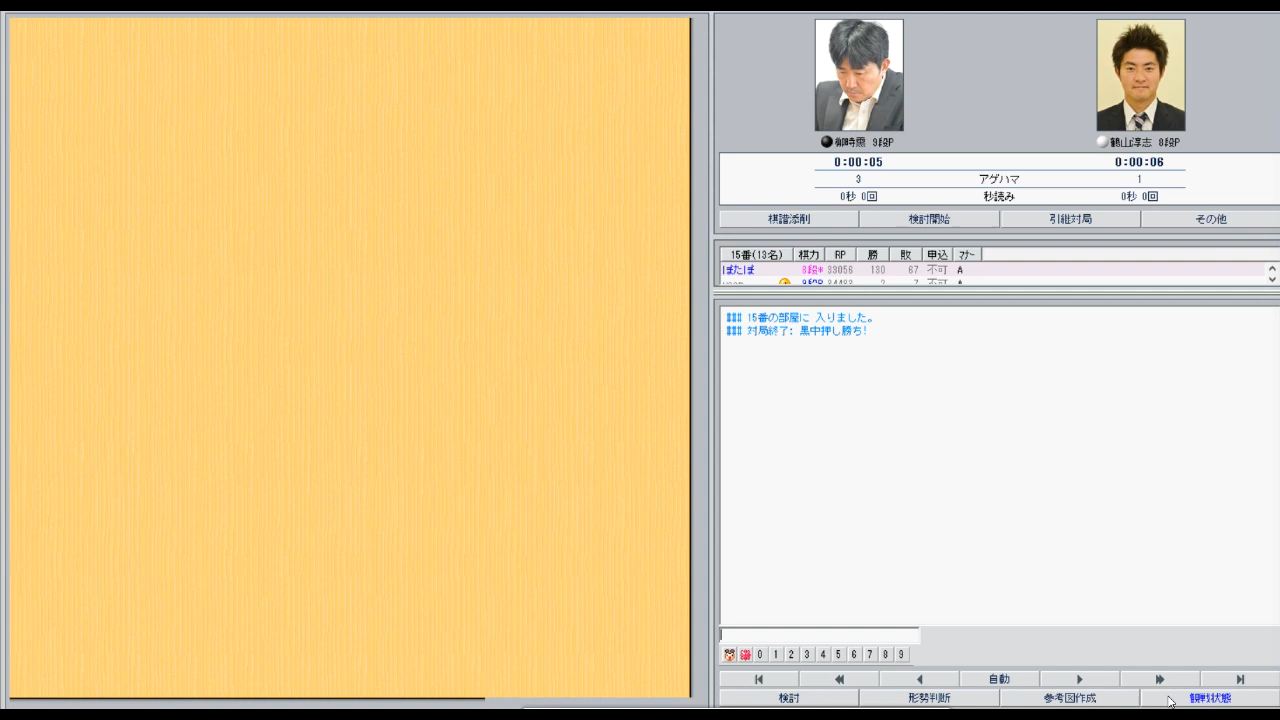 柳時熏 9段P
鶴山淳志 8段P
0:00:05
0:00:06
3 アゲハマ 1
0秒 0回 秒読み 0秒 0回
棋譜添削 検討開始 引継対局 その他
15番(13名) 棋力 RP 勝 敗 申込 マナー
ぽたぽ 8段* 33056 130 67 不可 A
### 15番の部屋に 入りました。
### 対局終了: 黒中押し勝ち!
0 1 2 3 4 5 6 7 8 9
自動
検討 形勢判断 参考図作成 観戦状態